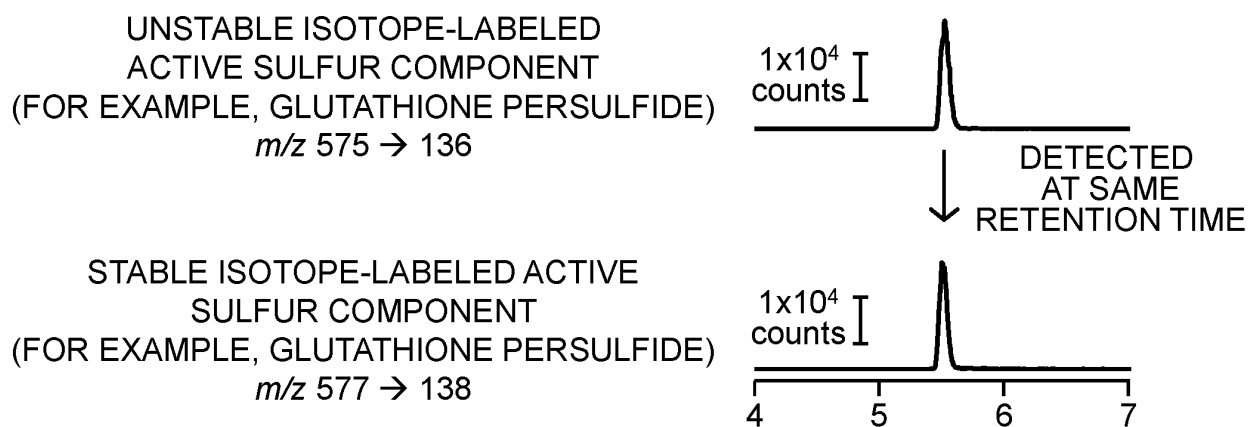 UNSTABLE ISOTOPE-LABELED
ACTIVE SULFUR COMPONENT
(FOR EXAMPLE, GLUTATHIONE PERSULFIDE)
m/z 575 → 136
1x10⁴
counts
DETECTED
AT SAME
RETENTION TIME
STABLE ISOTOPE-LABELED ACTIVE
SULFUR COMPONENT
(FOR EXAMPLE, GLUTATHIONE PERSULFIDE)
m/z 577 → 138
1x10⁴
counts
4 5 6 7